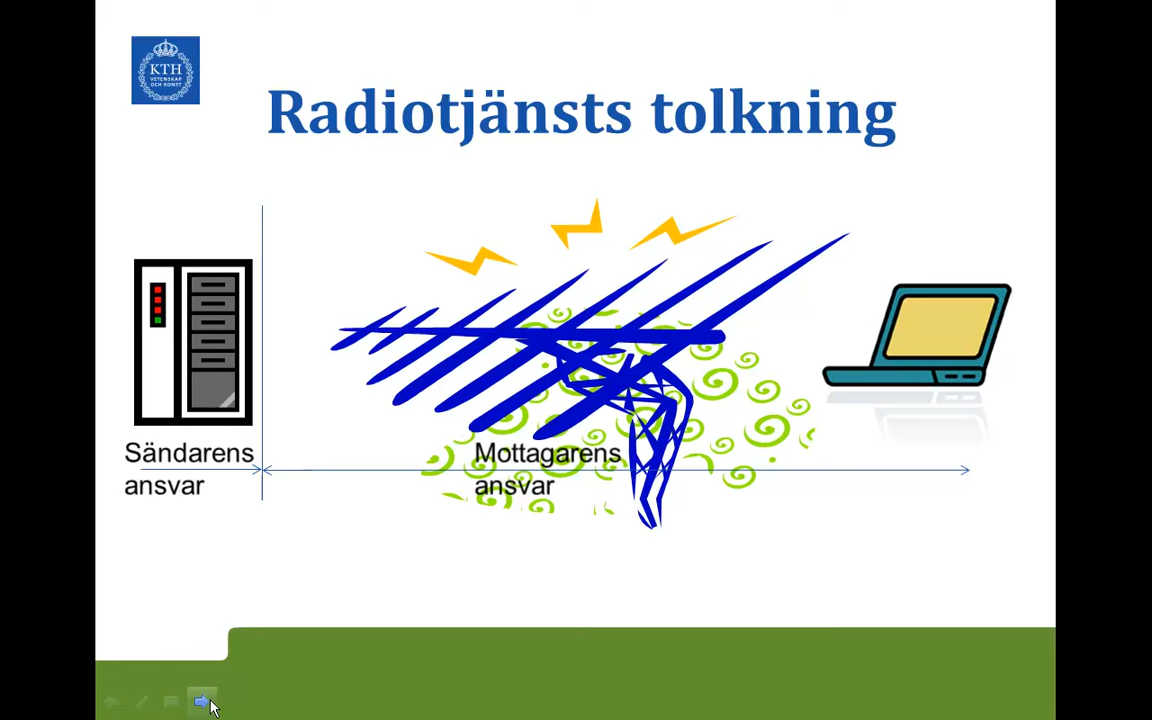 KTH
VETENSKAP
OCH KONST
Radiotjänsts tolkning
Sändarens
ansvar
Mottagarens
ansvar